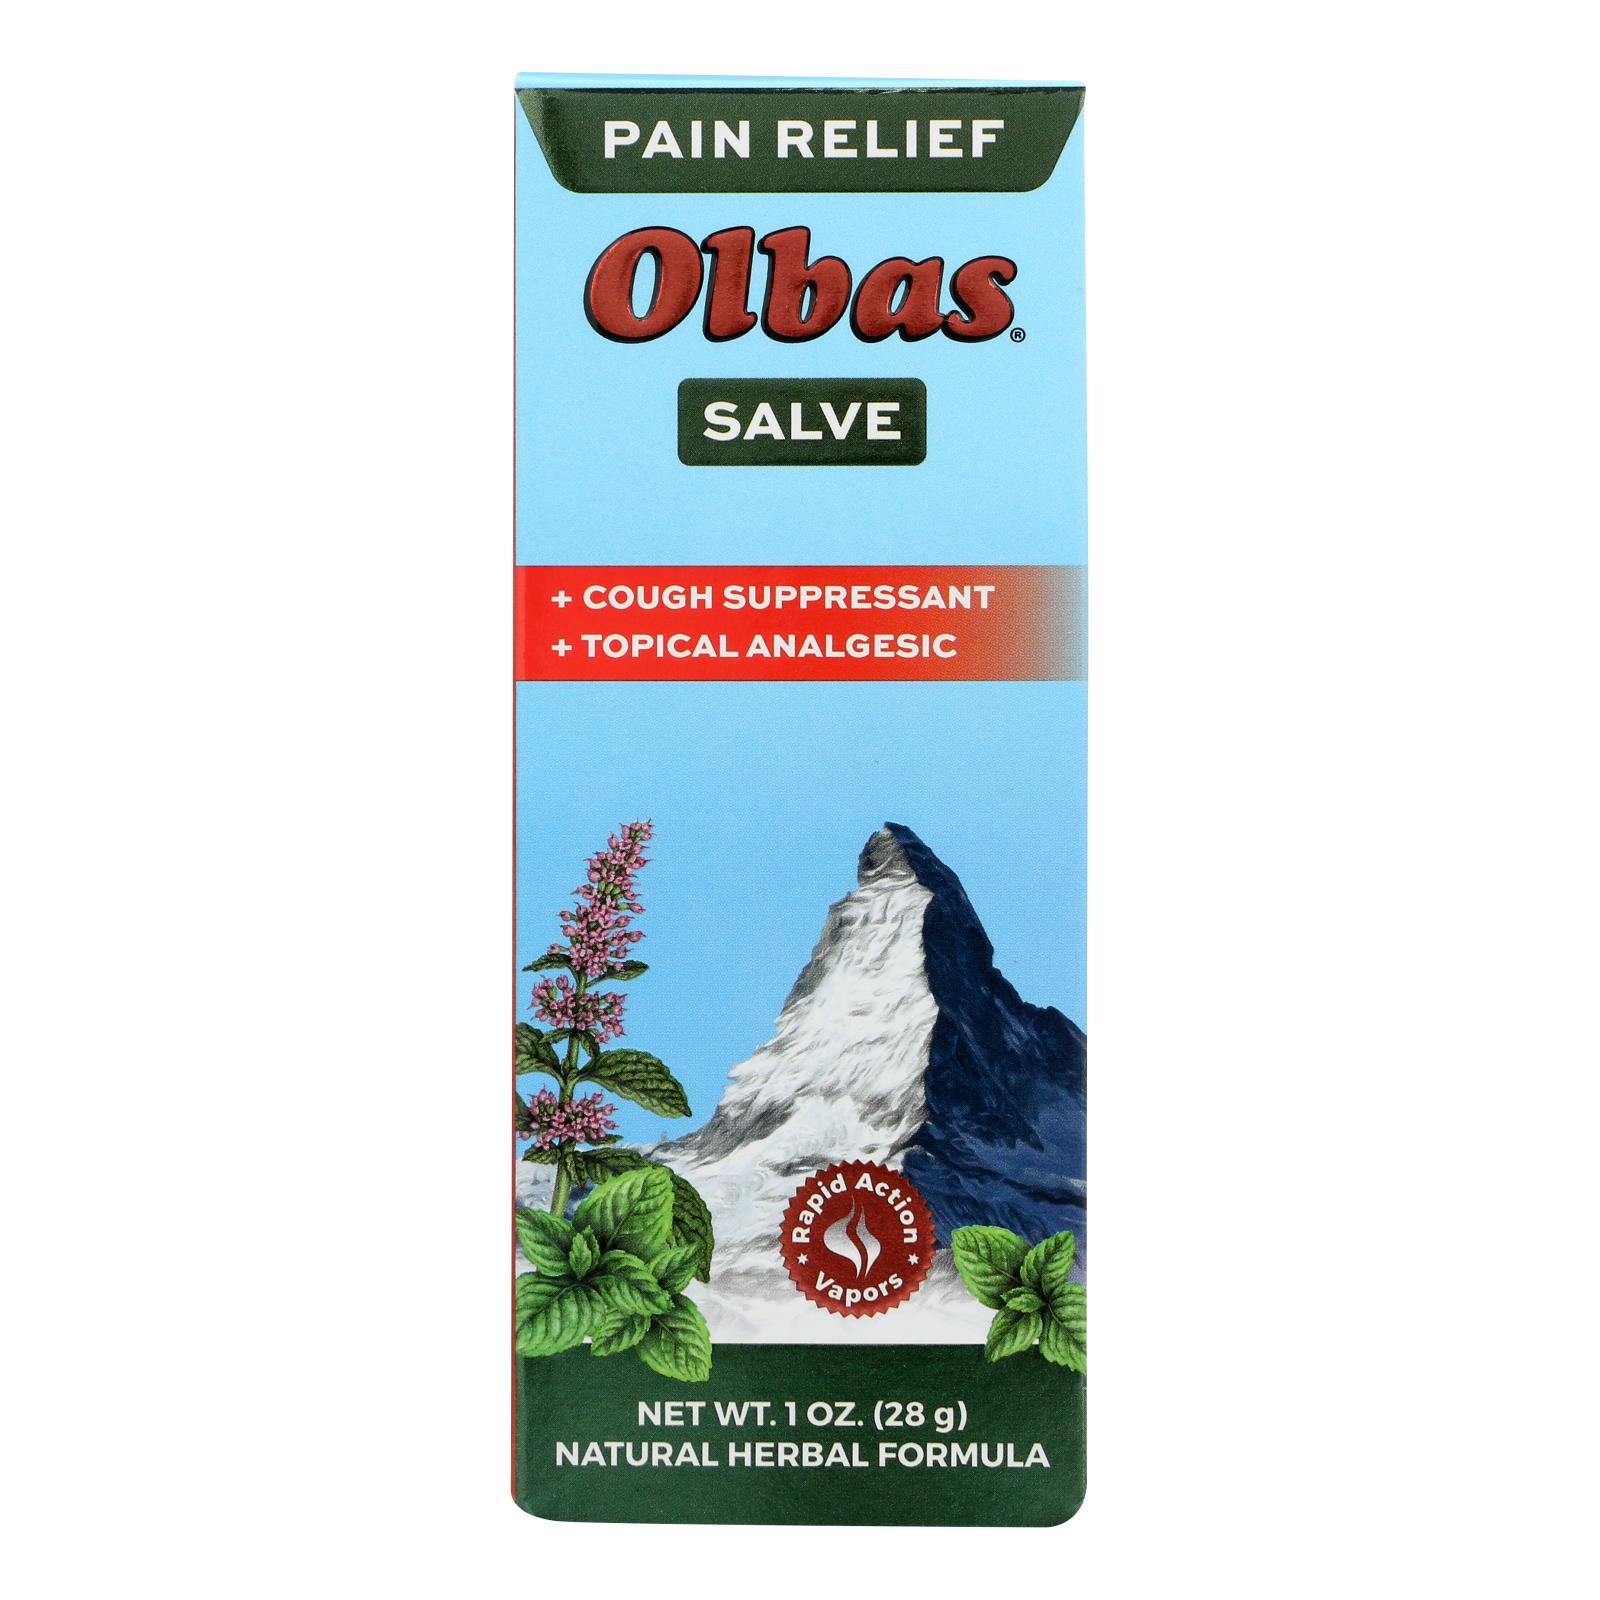 PAIN RELIEF
Olbas®
SALVE
+ COUGH SUPPRESSANT
+ TOPICAL ANALGESIC
Rapid Action
Vapors
NET WT. 1 OZ. (28 g)
NATURAL HERBAL FORMULA